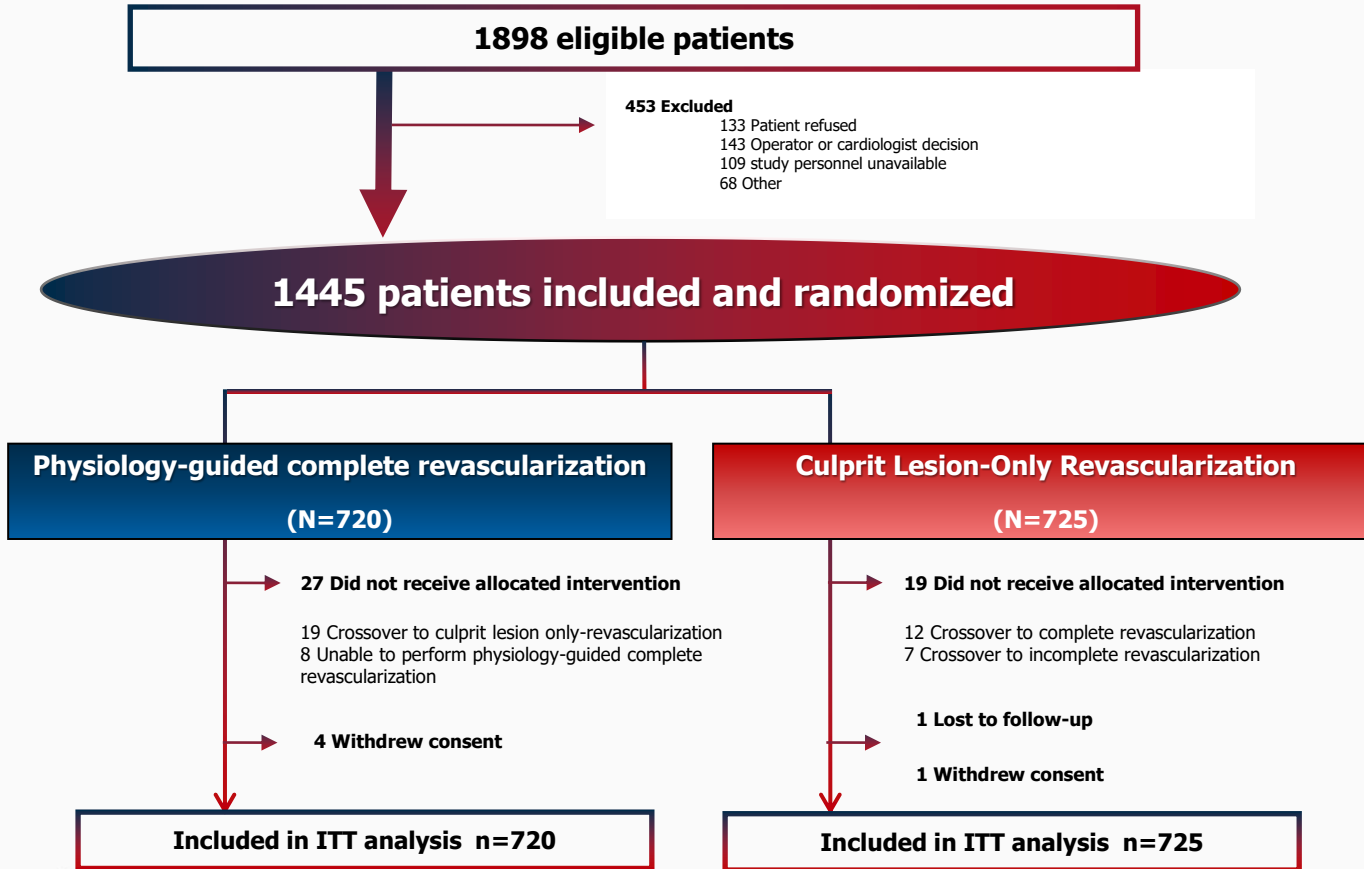 1898 eligible patients
453 Excluded
133 Patient refused
143 Operator or cardiologist decision
109 study personnel unavailable
68 Other
1445 patients included and randomized
Physiology-guided complete revascularization
(N=720)
27 Did not receive allocated intervention
19 Crossover to culprit lesion only-revascularization
8 Unable to perform physiology-guided complete
revascularization
4 Withdrew consent
Included in ITT analysis n=720
Culprit Lesion-Only Revascularization
(N=725)
19 Did not receive allocated intervention
12 Crossover to complete revascularization
7 Crossover to incomplete revascularization
1 Lost to follow-up
1 Withdrew consent
Included in ITT analysis n=725